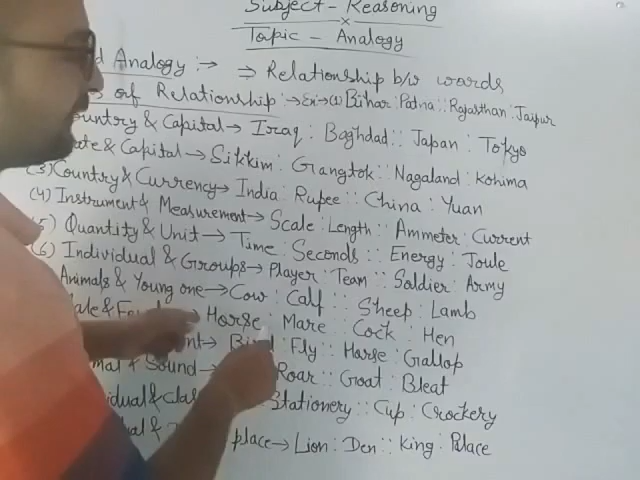 Subject - Reasoning
×
Topic - Analogy
Analogy :→ ⇒ Relationship b/w words
of Relationship :→ Ex→(1) Bihar : Patna :: Rajasthan : Jaipur
& Capital → Iraq : Baghdad :: Japan : Tokyo
& Capital → Sikkim : Gangtok :: Nagaland : Kohima
(3) Country & Currency → India : Rupee :: China : Yuan
(4) Instrument & Measurement → Scale : Length :: Ammeter : Current
(5) Quantity & Unit → Time : Seconds :: Energy : Joule
(6) Individual & Groups → Player : Team :: Soldier : Army
Animals & Young one → Cow : Calf :: Sheep : Lamb
& → Horse : Mare :: Cock : Hen
→ : Fly :: Horse : Gallop
& Sound → Roar :: Goat : Bleat
& Stationery :: Cup : Crockery
& place → Lion : Den :: King : Palace